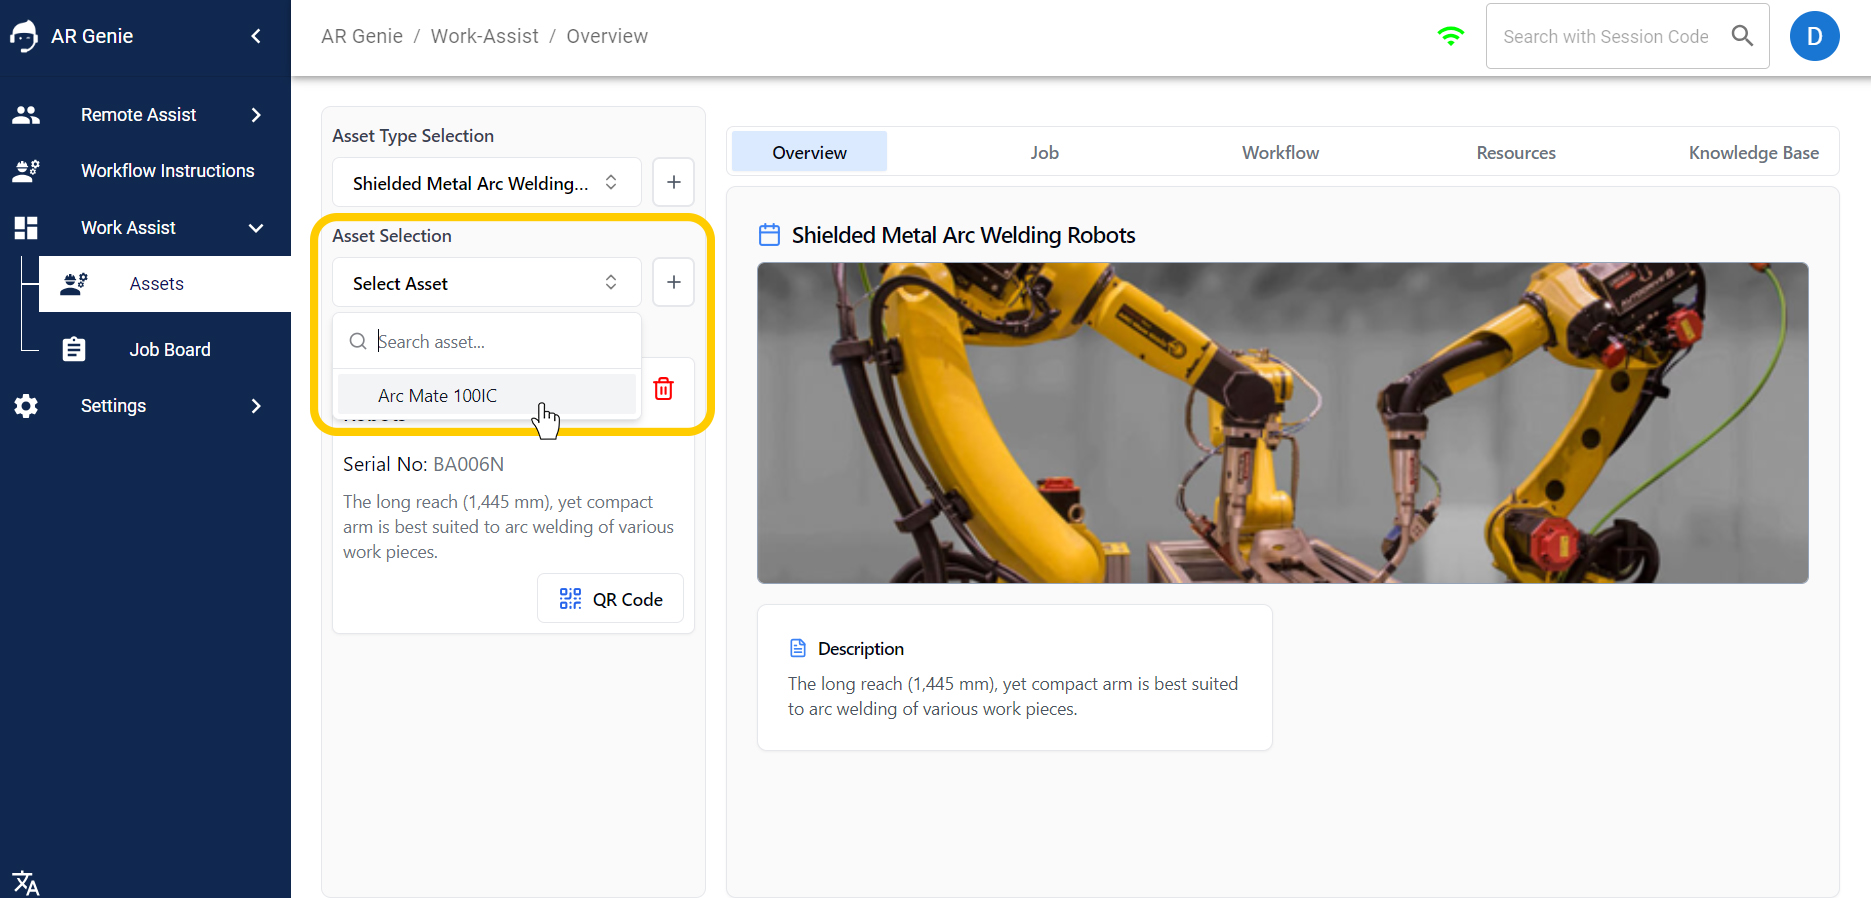 AR Genie
Remote Assist
Workflow Instructions
Work Assist
Assets
Job Board
Settings
AR Genie / Work-Assist / Overview
Search with Session Code
D
Asset Type Selection
Shielded Metal Arc Welding...
Asset Selection
Select Asset
Search asset...
Arc Mate 100IC
Serial No: BA006N
The long reach (1,445 mm), yet compact
arm is best suited to arc welding of various
work pieces.
QR Code
Overview
Job
Workflow
Resources
Knowledge Base
Shielded Metal Arc Welding Robots
Description
The long reach (1,445 mm), yet compact arm is best suited
to arc welding of various work pieces.